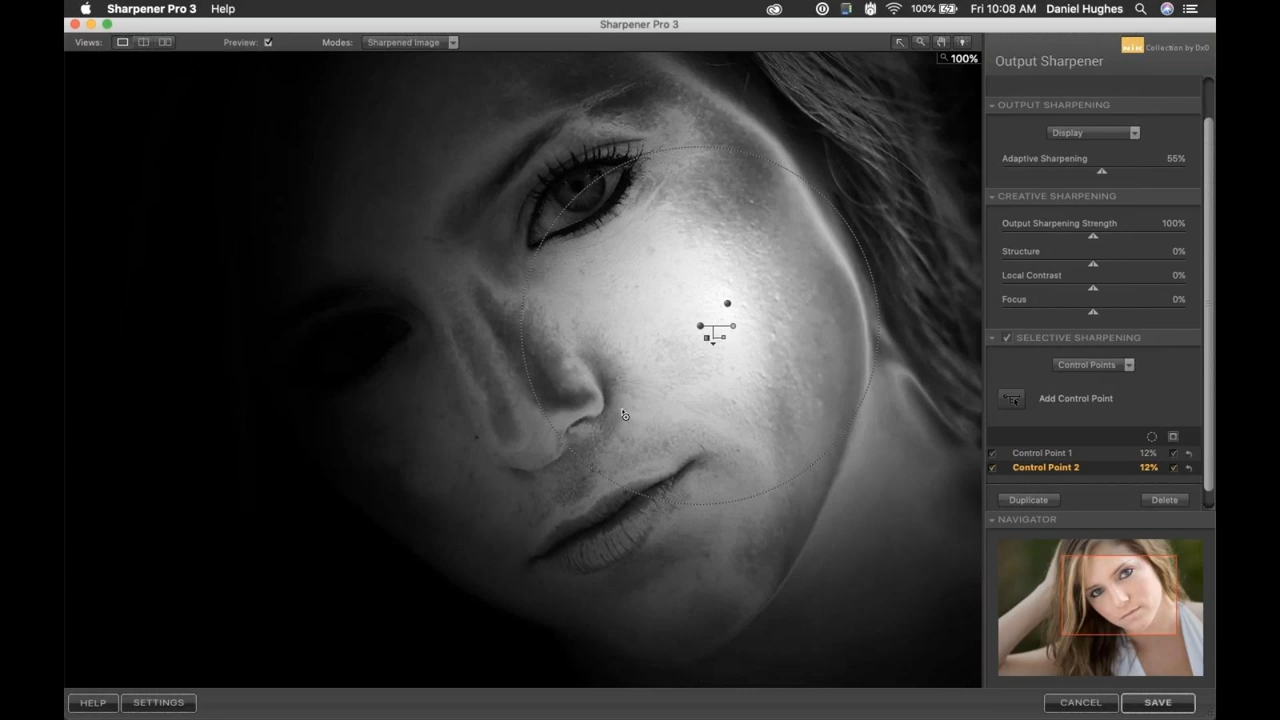 Sharpener Pro 3 Help 100% Fri 10:08 AM Daniel Hughes
Sharpener Pro 3
Views: Preview: Modes: Sharpened Image
100%
Nik Collection by DxO
Output Sharpener
OUTPUT SHARPENING
Display
Adaptive Sharpening 55%
CREATIVE SHARPENING
Output Sharpening Strength 100%
Structure 0%
Local Contrast 0%
Focus 0%
SELECTIVE SHARPENING
Control Points
Add Control Point
Control Point 1 12%
Control Point 2 12%
Duplicate Delete
NAVIGATOR
HELP SETTINGS CANCEL SAVE